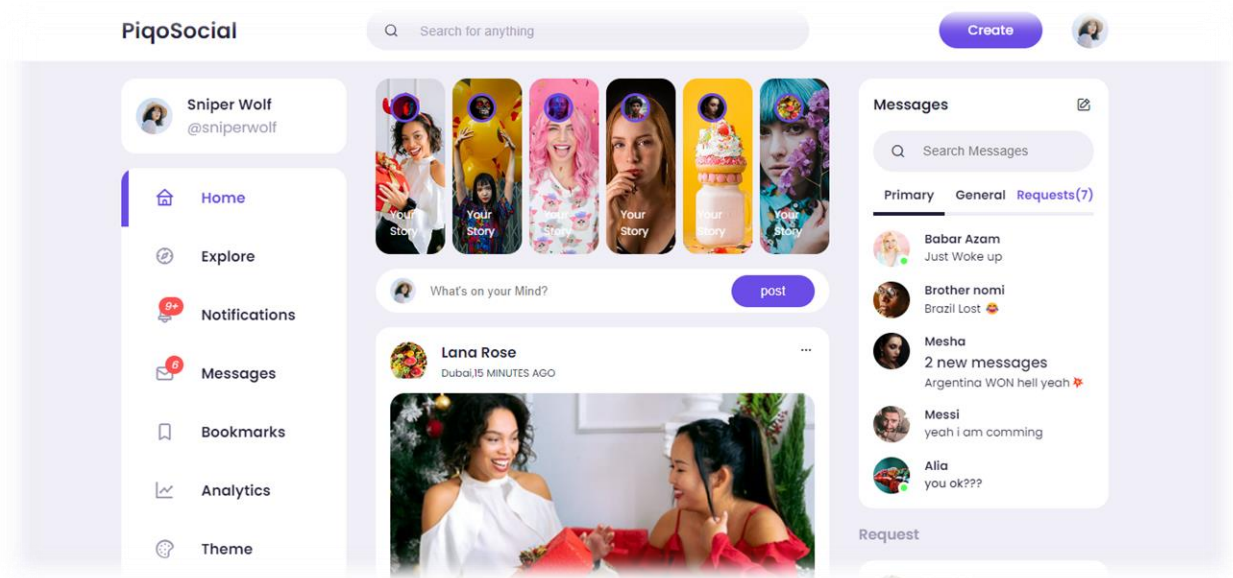 PiqoSocial
Search for anything
Create
Sniper Wolf
@sniperwolf
Home
Explore
9+
Notifications
6
Messages
Bookmarks
Analytics
Theme
Your
Story
Your
Story
Your
Story
Your
Story
Your
Story
Your
Story
What's on your Mind?
post
Lana Rose
Dubai,15 MINUTES AGO
Messages
Search Messages
Primary General Requests(7)
Babar Azam
Just Woke up
Brother nomi
Brazil Lost 😂
Mesha
2 new messages
Argentina WON hell yeah 💥
Messi
yeah i am comming
Alia
you ok???
Request